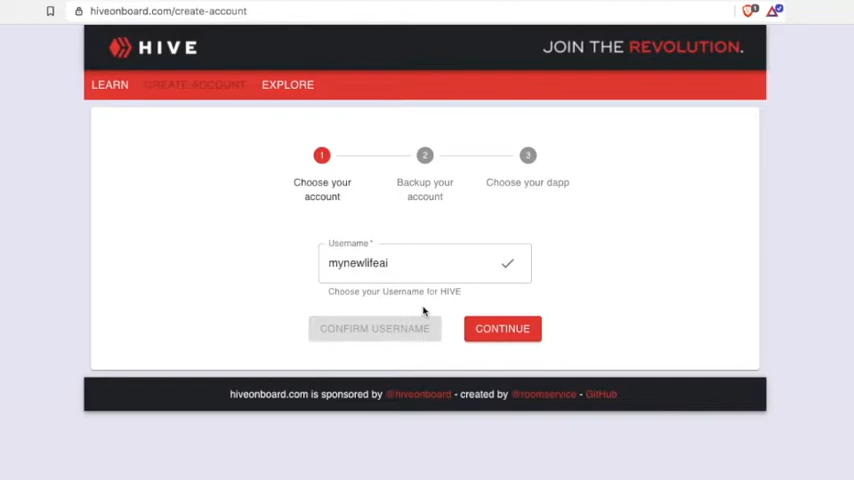 hiveonboard.com/create-account
HIVE
JOIN THE REVOLUTION.
LEARN CREATE ACCOUNT EXPLORE
1 2 3
Choose your account
Backup your account
Choose your dapp
Username*
mynewlifeai
Choose your Username for HIVE
CONFIRM USERNAME CONTINUE
hiveonboard.com is sponsored by @hiveonboard - created by @roomservice - GitHub